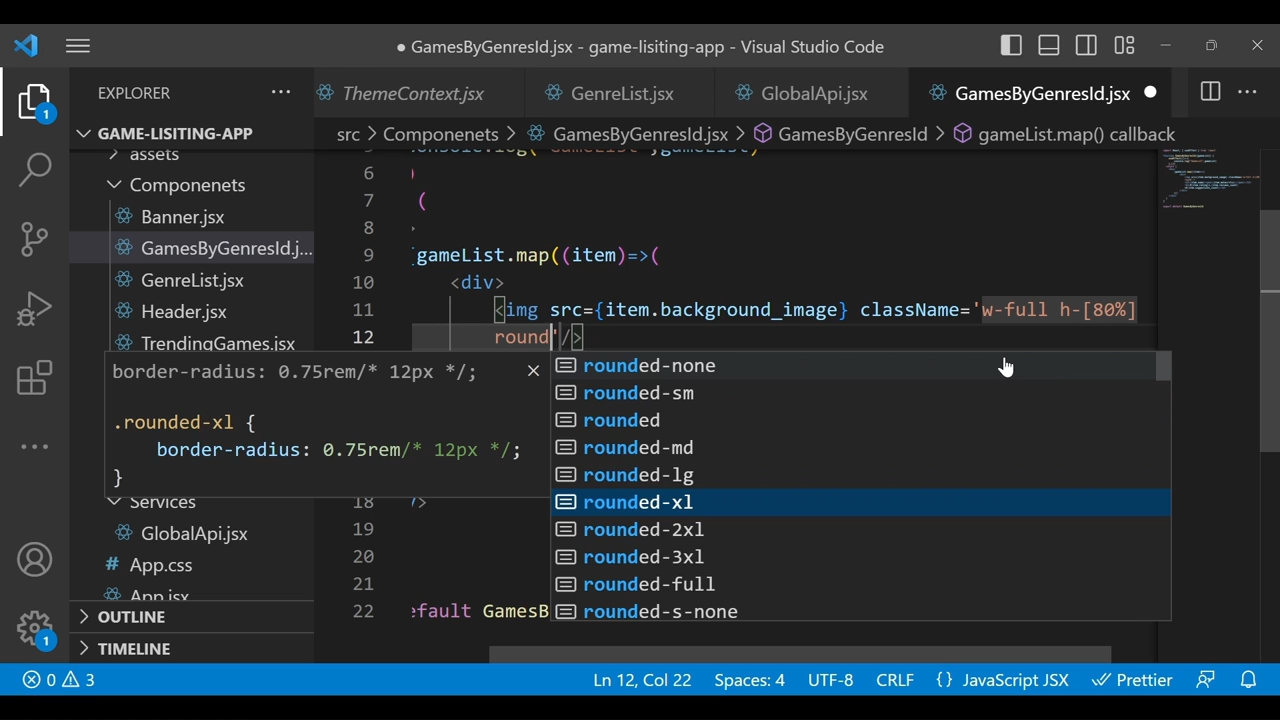 ● GamesByGenresId.jsx - game-lisiting-app - Visual Studio Code
EXPLORER
ThemeContext.jsx
GenreList.jsx
GlobalApi.jsx
GamesByGenresId.jsx
1
GAME-LISITING-APP
src > Componenets > GamesByGenresId.jsx > GamesByGenresId > gameList.map() callback
assets
Componenets
Banner.jsx
GamesByGenresId.j...
GenreList.jsx
Header.jsx
TrendingGames.jsx
6 )
7 (
8 >
9 gameList.map((item)=>(
10 <div>
11 <img src={item.background_image} className='w-full h-[80%]
12 round'/>
border-radius: 0.75rem/* 12px */;
.rounded-xl {
border-radius: 0.75rem/* 12px */;
}
rounded-none
rounded-sm
rounded
rounded-md
rounded-lg
rounded-xl
rounded-2xl
rounded-3xl
rounded-full
rounded-s-none
Services
GlobalApi.jsx
# App.css
App.jsx
18 />
19
20
21
22 efault GamesB
OUTLINE
TIMELINE
1
0 3
Ln 12, Col 22
Spaces: 4
UTF-8
CRLF
{} JavaScript JSX
Prettier